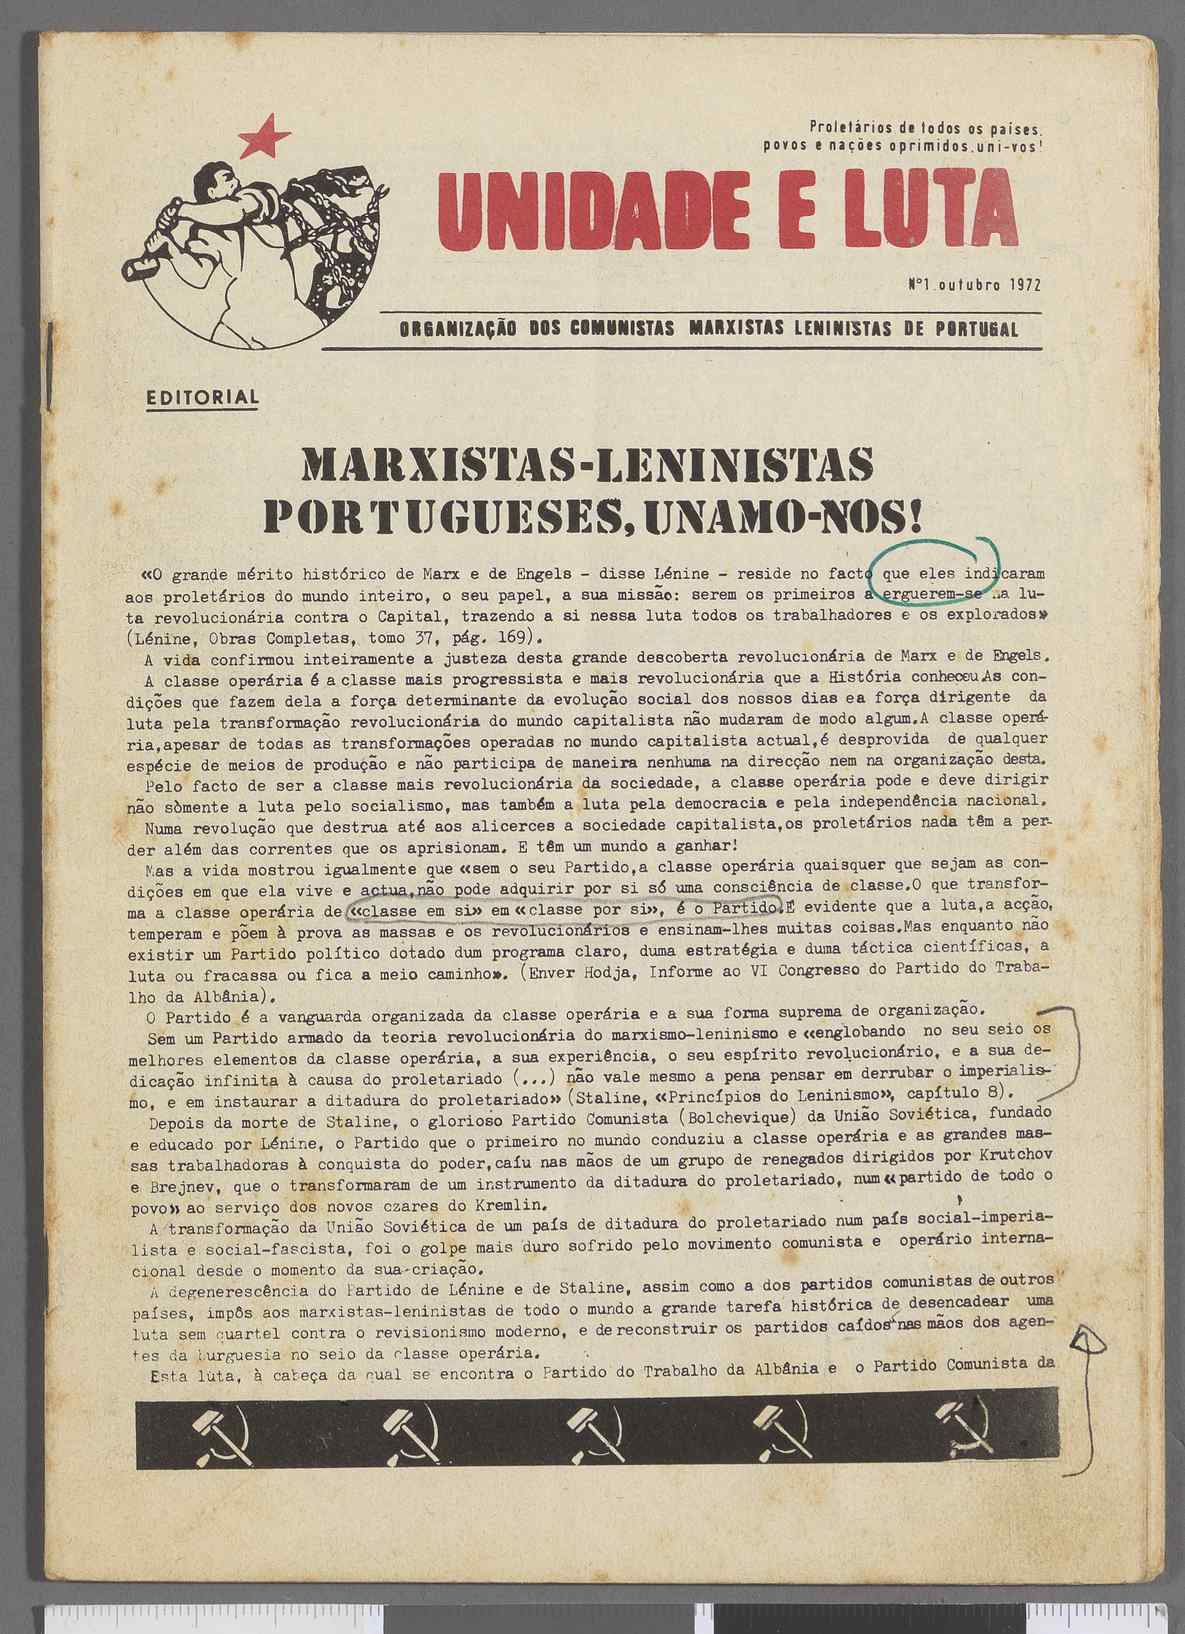 Proletários de todos os países,
povos e nações oprimidos, uni-vos!
UNIDADE E LUTA
Nº1 outubro 1972
ORGANIZAÇÃO DOS COMUNISTAS MARXISTAS LENINISTAS DE PORTUGAL
EDITORIAL
MARXISTAS-LENINISTAS
PORTUGUESES, UNAMO-NOS!
«O grande mérito histórico de Marx e de Engels - disse Lénine - reside no facto que eles indicaram
aos proletários do mundo inteiro, o seu papel, a sua missão: serem os primeiros a erguerem-se na lu-
ta revolucionária contra o Capital, trazendo a si nessa luta todos os trabalhadores e os explorados»
(Lénine, Obras Completas, tomo 37, pág. 169).
A vida confirmou inteiramente a justeza desta grande descoberta revolucionária de Marx e de Engels.
A classe operária é a classe mais progressista e mais revolucionária que a História conheceu.As con-
dições que fazem dela a força determinante da evolução social dos nossos dias ea força dirigente da
luta pela transformação revolucionária do mundo capitalista não mudaram de modo algum.A classe operá-
ria,apesar de todas as transformações operadas no mundo capitalista actual,é desprovida de qualquer
espécie de meios de produção e não participa de maneira nenhuma na direcção nem na organização desta.
Pelo facto de ser a classe mais revolucionária da sociedade, a classe operária pode e deve dirigir
não sòmente a luta pelo socialismo, mas também a luta pela democracia e pela independência nacional.
Numa revolução que destrua até aos alicerces a sociedade capitalista,os proletários nada têm a per-
der além das correntes que os aprisionam. E têm um mundo a ganhar!
Mas a vida mostrou igualmente que «sem o seu Partido,a classe operária quaisquer que sejam as con-
dições em que ela vive e actua,não pode adquirir por si só uma consciência de classe.O que transfor-
ma a classe operária de «classe em si» em «classe por si», é o Partido.É evidente que a luta,a acção,
temperam e põem à prova as massas e os revolucionários e ensinam-lhes muitas coisas.Mas enquanto não
existir um Partido político dotado dum programa claro, duma estratégia e duma táctica científicas, a
luta ou fracassa ou fica a meio caminho». (Enver Hodja, Informe ao VI Congresso do Partido do Traba-
lho da Albânia).
O Partido é a vanguarda organizada da classe operária e a sua forma suprema de organização.
Sem um Partido armado da teoria revolucionária do marxismo-leninismo e «englobando no seu seio os
melhores elementos da classe operária, a sua experiência, o seu espírito revolucionário, e a sua de-
dicação infinita à causa do proletariado (...) não vale mesmo a pena pensar em derrubar o imperialis-
mo, e em instaurar a ditadura do proletariado» (Staline, «Princípios do Leninismo», capítulo 8).
Depois da morte de Staline, o glorioso Partido Comunista (Bolchevique) da União Soviética, fundado
e educado por Lénine, o Partido que o primeiro no mundo conduziu a classe operária e as grandes mas-
sas trabalhadoras à conquista do poder,caíu nas mãos de um grupo de renegados dirigidos por Krutchov
e Brejnev, que o transformaram de um instrumento da ditadura do proletariado, num «partido de todo o
povo» ao serviço dos novos czares do Kremlin.
A transformação da União Soviética de um país de ditadura do proletariado num país social-imperia-
lista e social-fascista, foi o golpe mais duro sofrido pelo movimento comunista e operário interna-
cional desde o momento da sua criação.
A degenerescência do Partido de Lénine e de Staline, assim como a dos partidos comunistas de outros
países, impôs aos marxistas-leninistas de todo o mundo a grande tarefa histórica de desencadear uma
luta sem quartel contra o revisionismo moderno, e de reconstruir os partidos caídos nas mãos dos agen-
tes da burguesia no seio da classe operária.
Esta luta, à cabeça da qual se encontra o Partido do Trabalho da Albânia e o Partido Comunista da